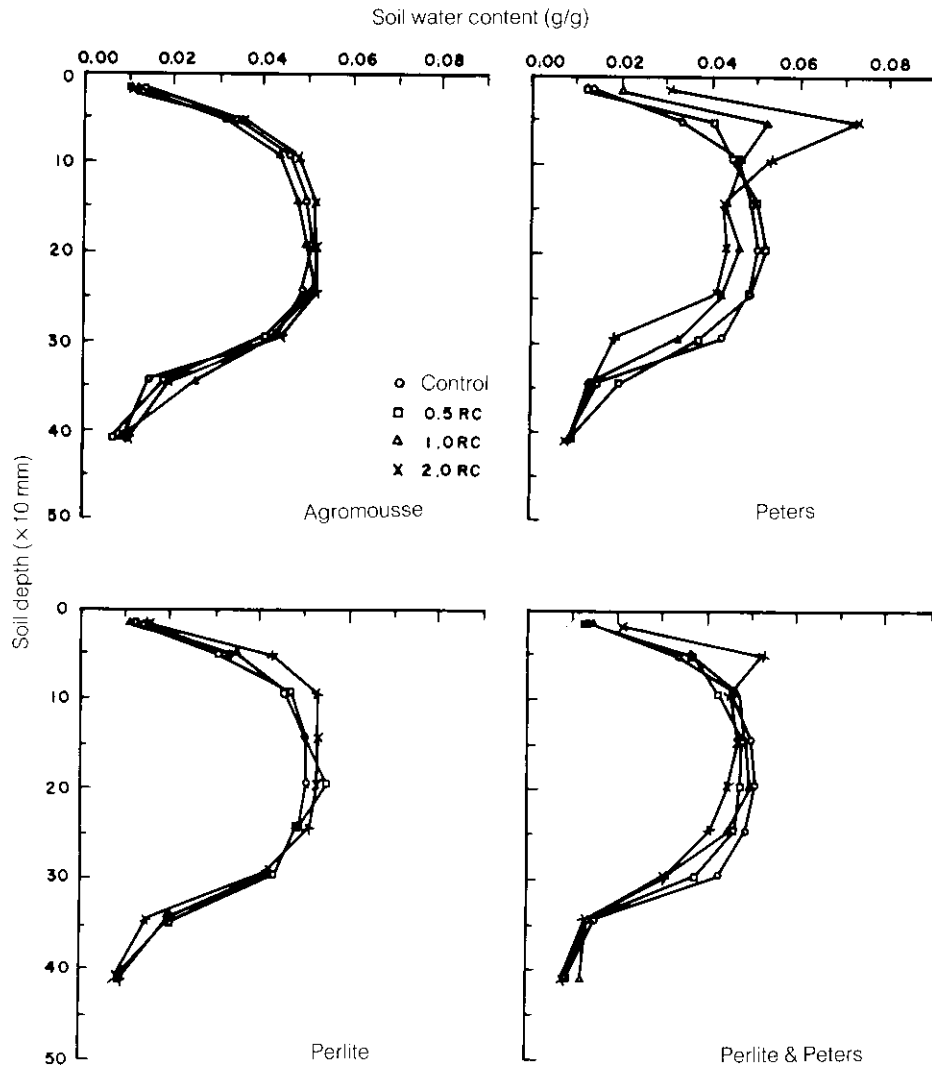 Soil water content (g/g)
0.00 0.02 0.04 0.06 0.08
0.00 0.02 0.04 0.06 0.08
0
10
20
30
40
50
Control
0.5 RC
1.0 RC
2.0 RC
Agromousse
Peters
Soil depth (×10 mm)
0
10
20
30
40
50
Perlite
Perlite & Peters